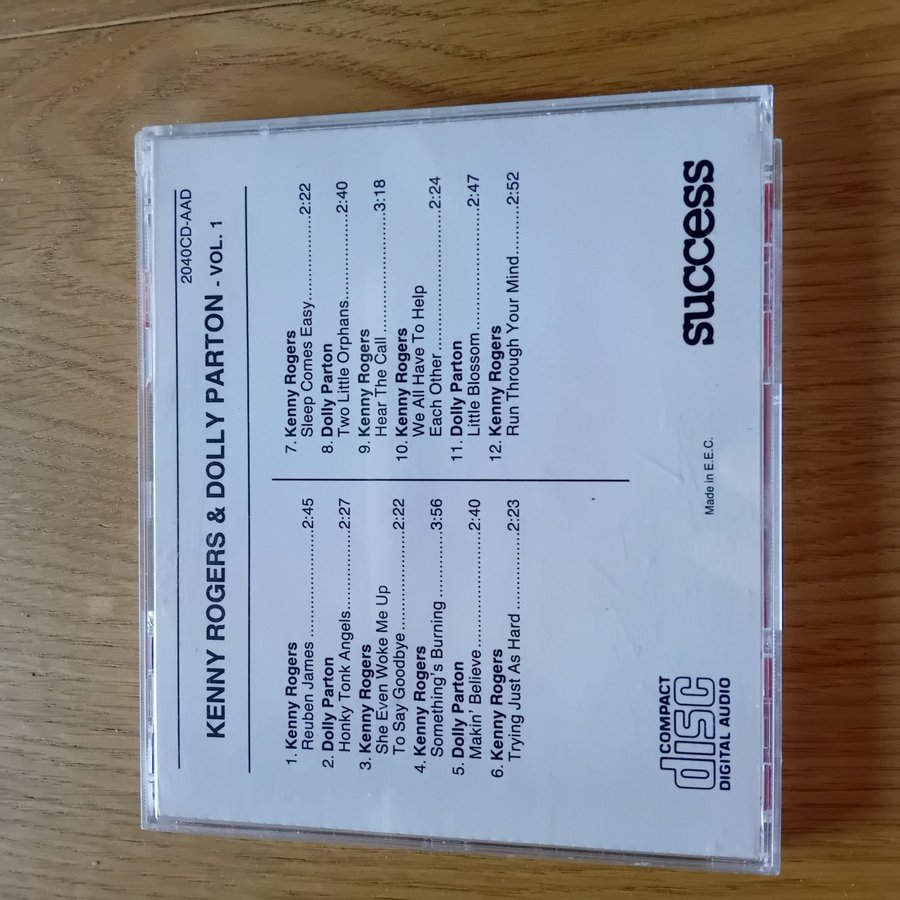 2040CD-AAD
KENNY ROGERS & DOLLY PARTON - VOL. 1
1. Kenny Rogers
Reuben James ..................2:45
2. Dolly Parton
Honky Tonk Angels..............2:27
3. Kenny Rogers
She Even Woke Me Up
To Say Goodbye.................2:22
4. Kenny Rogers
Something's Burning ...........3:56
5. Dolly Parton
Makin' Believe.................2:40
6. Kenny Rogers
Trying Just As Hard ...........2:23
7. Kenny Rogers
Sleep Comes Easy...............2:22
8. Dolly Parton
Two Little Orphans.............2:40
9. Kenny Rogers
Hear The Call .................3:18
10. Kenny Rogers
We All Have To Help
Each Other.....................2:24
11. Dolly Parton
Little Blossom.................2:47
12. Kenny Rogers
Run Through Your Mind..........2:52
COMPACT
disc
DIGITAL AUDIO
Made in E.E.C.
success